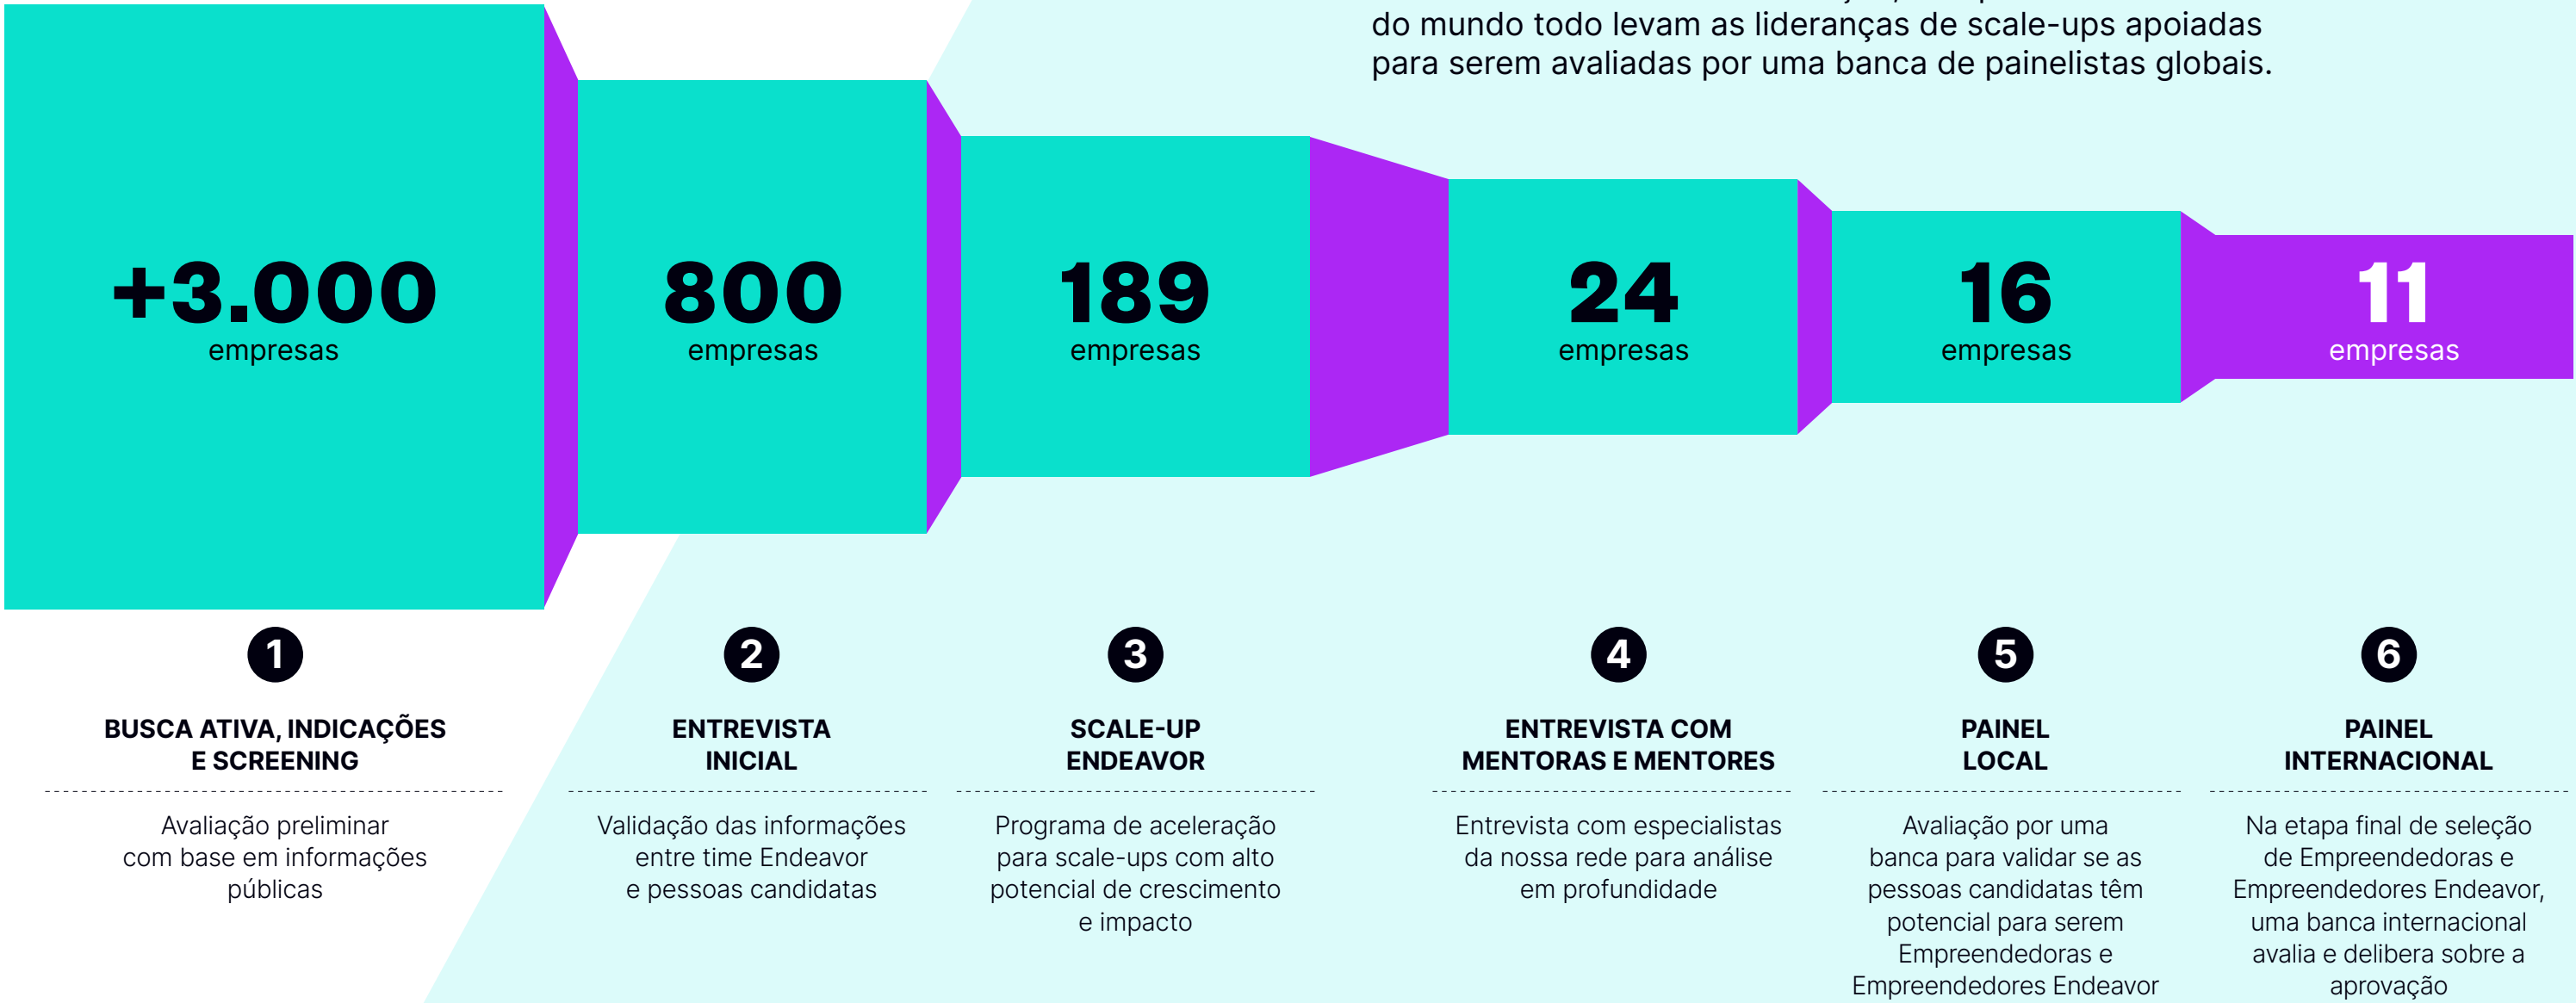 do mundo todo levam as lideranças de scale-ups apoiadas
para serem avaliadas por uma banca de painelistas globais.
+3.000
empresas
800
empresas
189
empresas
24
empresas
16
empresas
11
empresas
1
BUSCA ATIVA, INDICAÇÕES
E SCREENING
Avaliação preliminar
com base em informações
públicas
2
ENTREVISTA
INICIAL
Validação das informações
entre time Endeavor
e pessoas candidatas
3
SCALE-UP
ENDEAVOR
Programa de aceleração
para scale-ups com alto
potencial de crescimento
e impacto
4
ENTREVISTA COM
MENTORAS E MENTORES
Entrevista com especialistas
da nossa rede para análise
em profundidade
5
PAINEL
LOCAL
Avaliação por uma
banca para validar se as
pessoas candidatas têm
potencial para serem
Empreendedoras e
Empreendedores Endeavor
6
PAINEL
INTERNACIONAL
Na etapa final de seleção
de Empreendedoras e
Empreendedores Endeavor,
uma banca internacional
avalia e delibera sobre a
aprovação